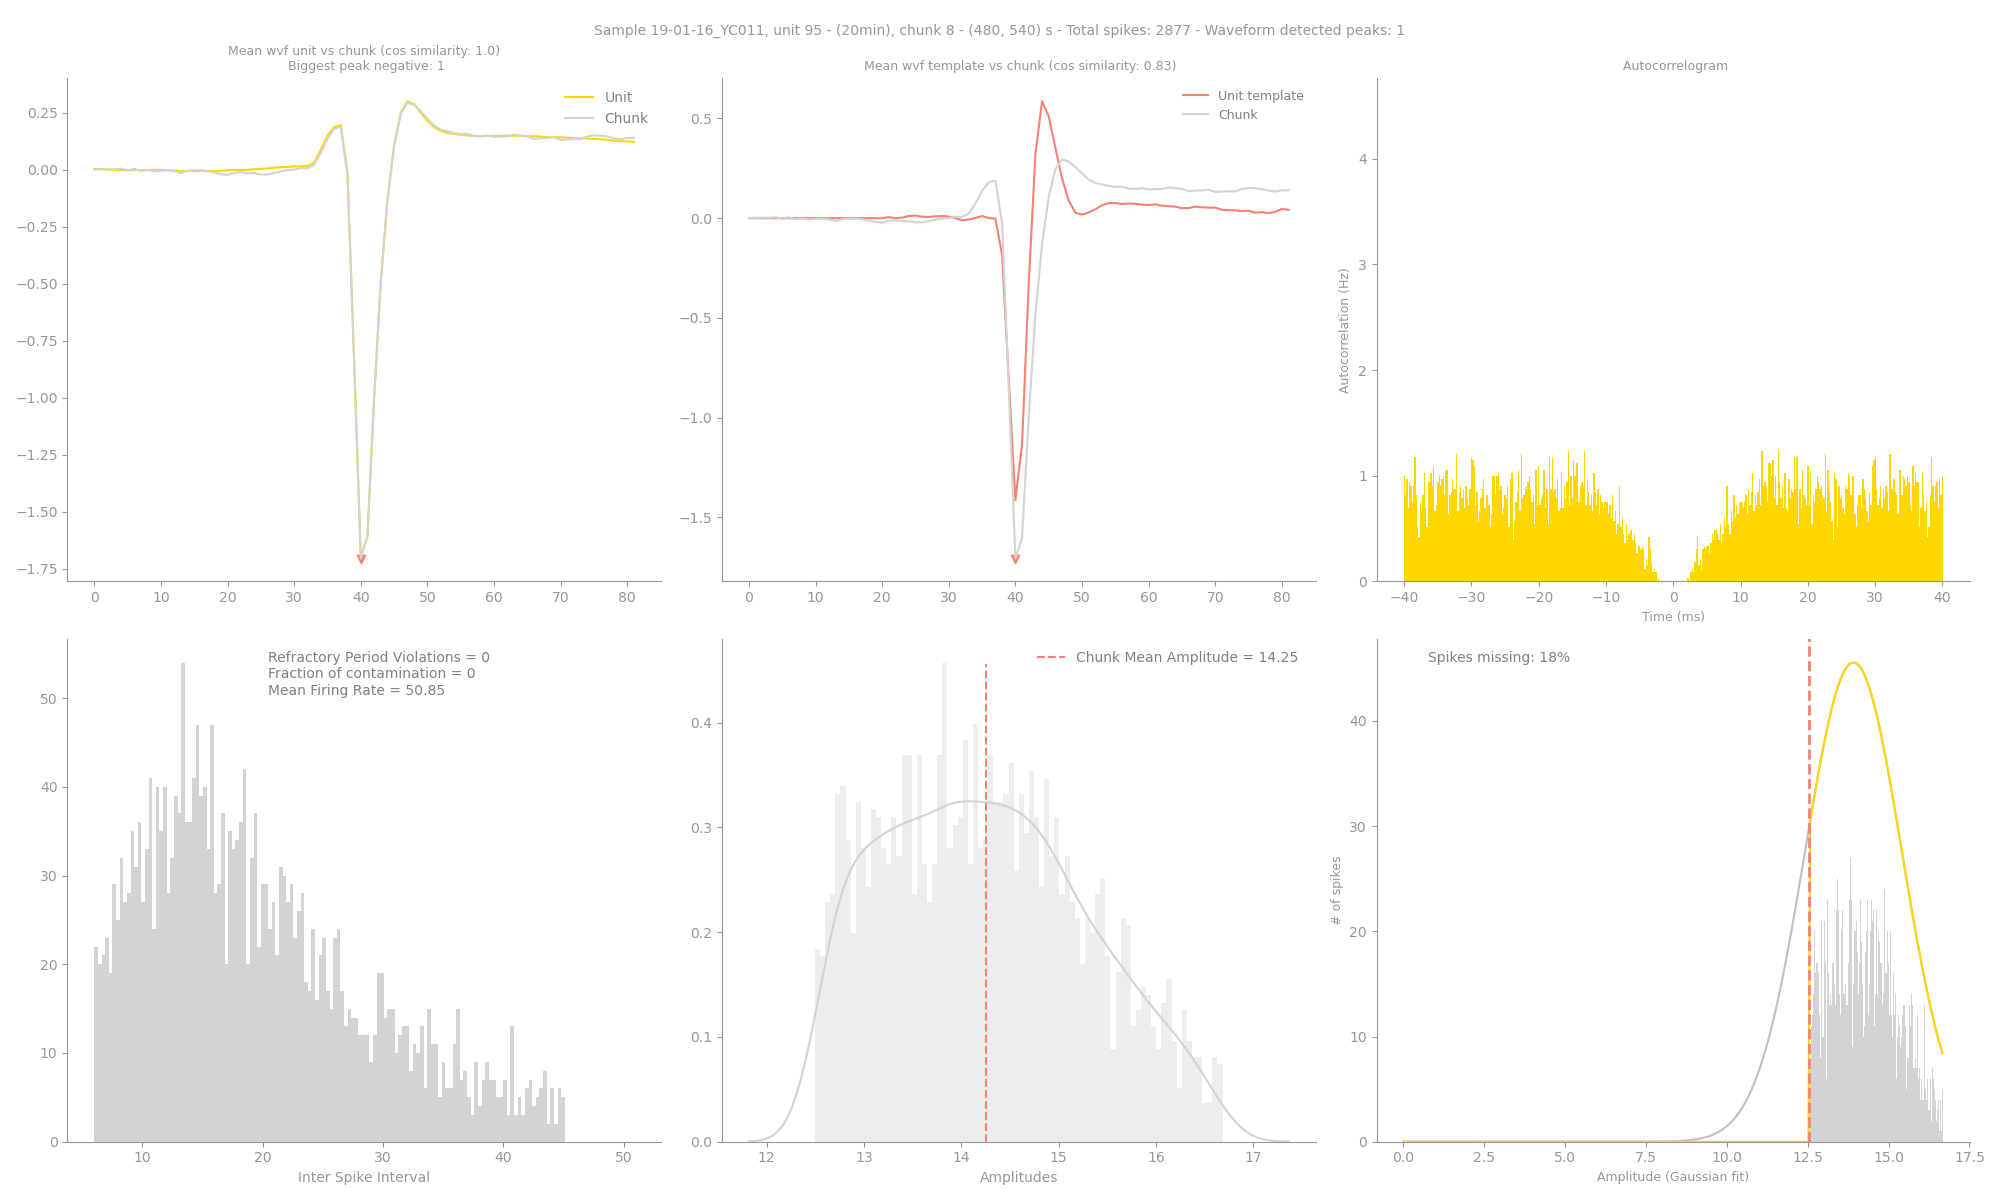 Sample 19-01-16_YC011, unit 95 - (20min), chunk 8 - (480, 540) s - Total spikes: 2877 - Waveform detected peaks: 1
Mean wvf unit vs chunk (cos similarity: 1.0)
Biggest peak negative: 1
Unit
Chunk
0.25
0.00
−0.25
−0.50
−0.75
−1.00
−1.25
−1.50
−1.75
0 10 20 30 40 50 60 70 80
Mean wvf template vs chunk (cos similarity: 0.83)
Unit template
Chunk
0.5
0.0
−0.5
−1.0
−1.5
0 10 20 30 40 50 60 70 80
Autocorrelogram
Autocorrelation (Hz)
4
3
2
1
0
−40 −30 −20 −10 0 10 20 30 40
Time (ms)
Refractory Period Violations = 0
Fraction of contamination = 0
Mean Firing Rate = 50.85
50
40
30
20
10
0
10 20 30 40 50
Inter Spike Interval
Chunk Mean Amplitude = 14.25
0.4
0.3
0.2
0.1
0.0
12 13 14 15 16 17
Amplitudes
Spikes missing: 18%
# of spikes
40
30
20
10
0
0.0 2.5 5.0 7.5 10.0 12.5 15.0 17.5
Amplitude (Gaussian fit)